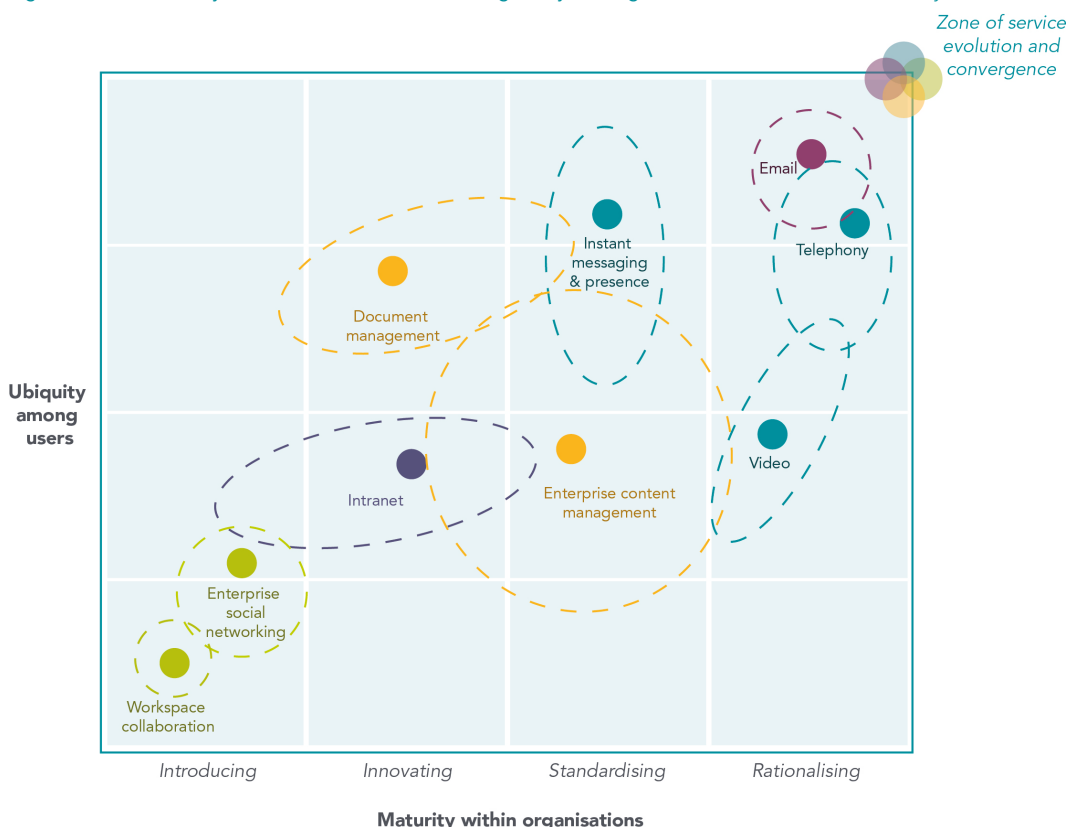 Zone of service
evolution and
convergence
Email
Telephony
Instant
messaging
& presence
Document
management
Ubiquity
among
users
Video
Intranet
Enterprise content
management
Enterprise
social
networking
Workspace
collaboration
Introducing
Innovating
Standardising
Rationalising
Maturity within organisations